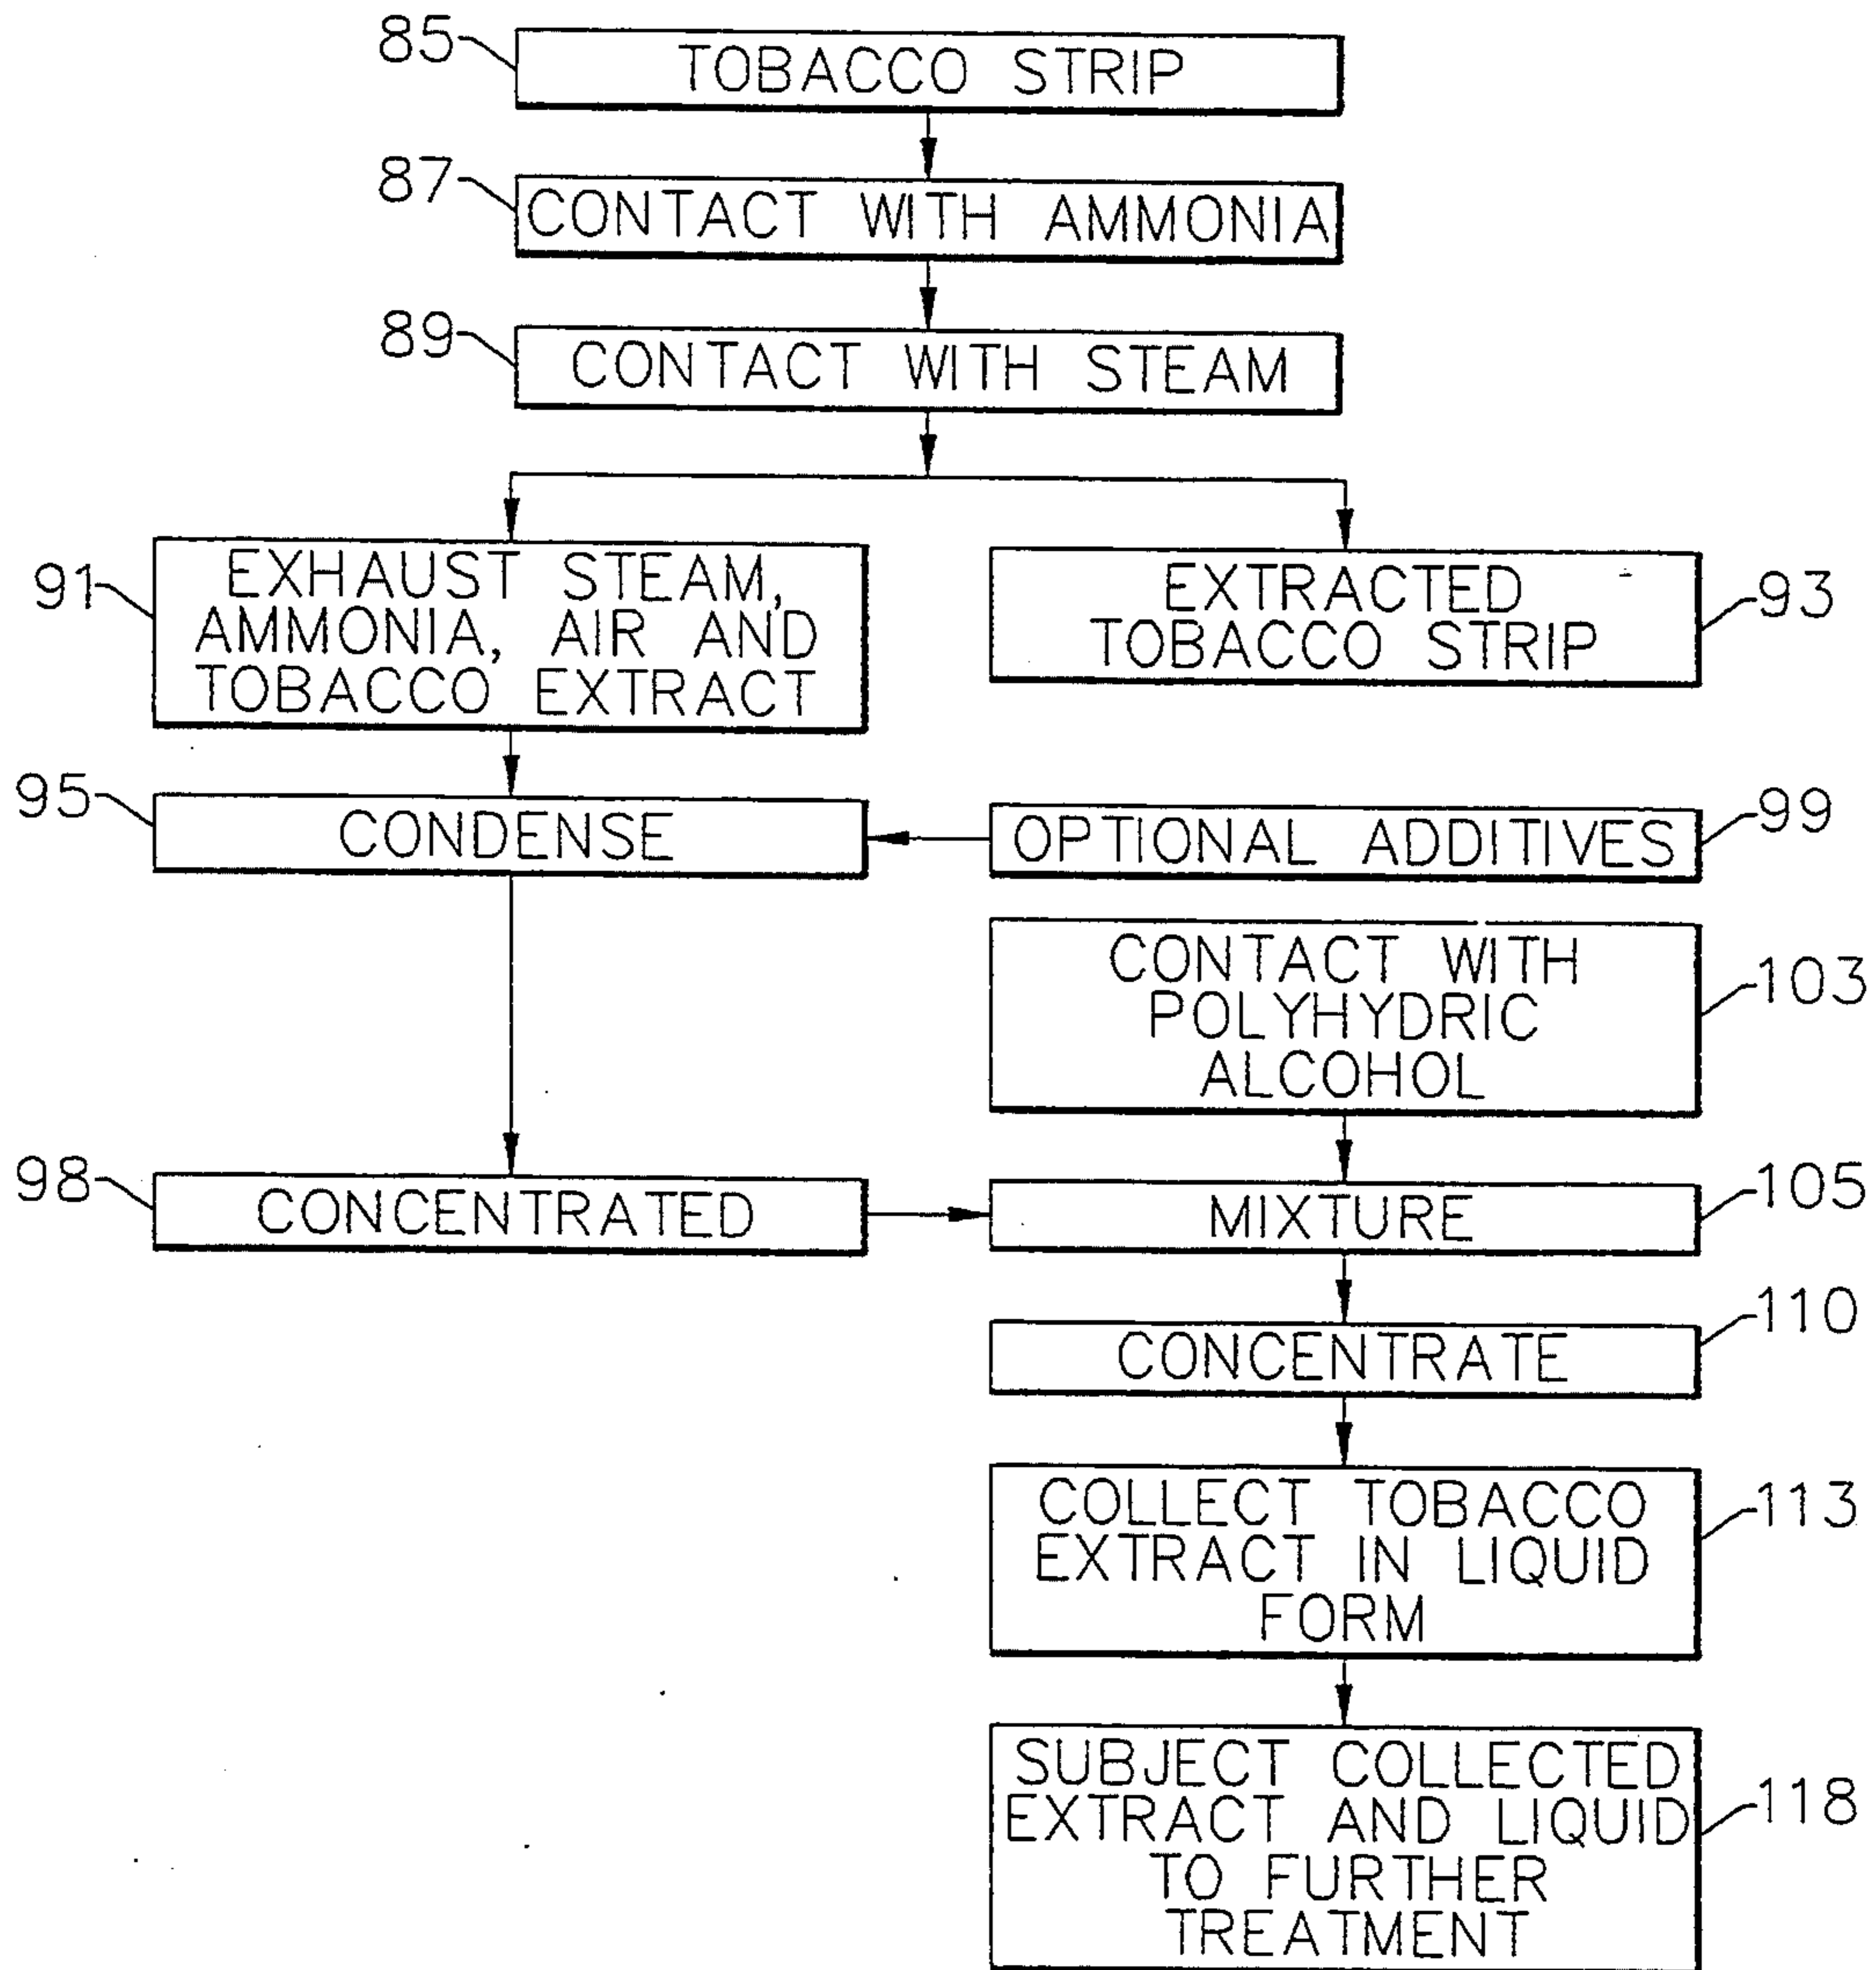 85
TOBACCO STRIP
87
CONTACT WITH AMMONIA
89
CONTACT WITH STEAM
91
EXHAUST STEAM,
AMMONIA, AIR AND
TOBACCO EXTRACT
EXTRACTED
TOBACCO STRIP
93
95
CONDENSE
OPTIONAL ADDITIVES
99
CONTACT WITH
POLYHYDRIC
ALCOHOL
103
98
CONCENTRATED
MIXTURE
105
CONCENTRATE
110
COLLECT TOBACCO
EXTRACT IN LIQUID
FORM
113
SUBJECT COLLECTED
EXTRACT AND LIQUID
TO FURTHER
TREATMENT
118